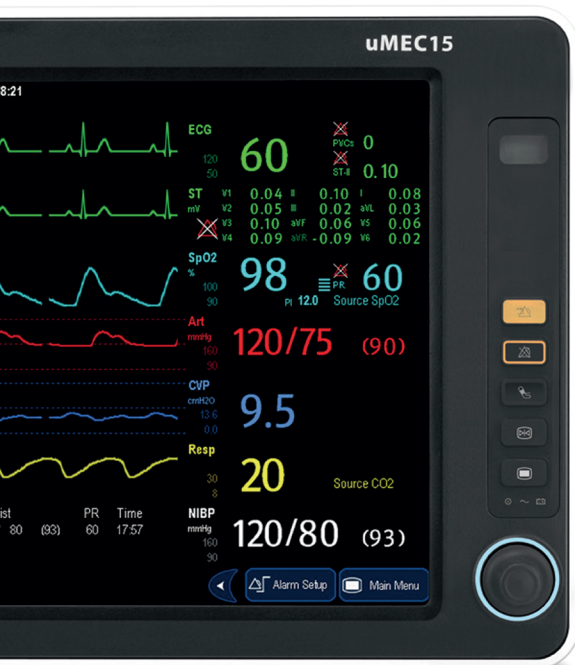 uMEC15
8:21
ECG
120
50
60
PVCs 0
ST-II 0.10
ST
mV
V1 0.04 II 0.10 I 0.08
V2 0.05 III 0.02 aVL 0.03
V3 0.10 aVF 0.06 V5 0.06
V4 0.09 aVR -0.09 V6 0.02
SpO2
%
100
90
98
PR 60
PI 12.0 Source SpO2
Art
mmHg
160
90
120/75 (90)
CVP
cmH2O
13.6
0.0
9.5
Resp
30
8
20
Source CO2
ist PR Time
80 (93) 60 17:57
NIBP
mmHg
160
90
120/80 (93)
Alarm Setup
Main Menu